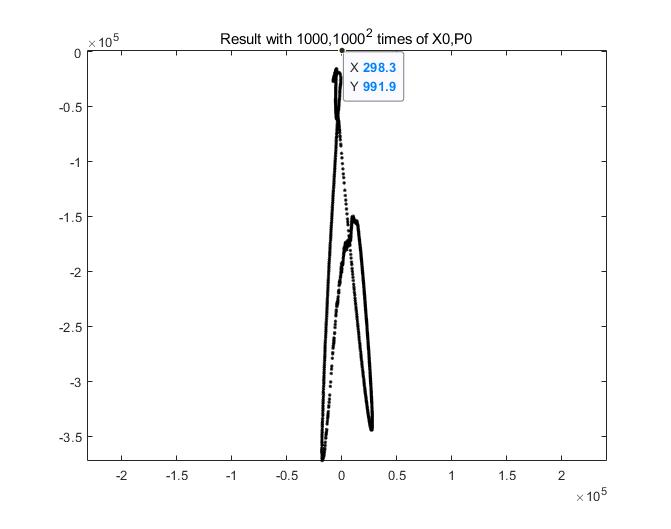 Result with 1000,1000² times of X0,P0
×10⁵
X 298.3
Y 991.9
0
-0.5
-1
-1.5
-2
-2.5
-3
-3.5
-2 -1.5 -1 -0.5 0 0.5 1 1.5 2
×10⁵